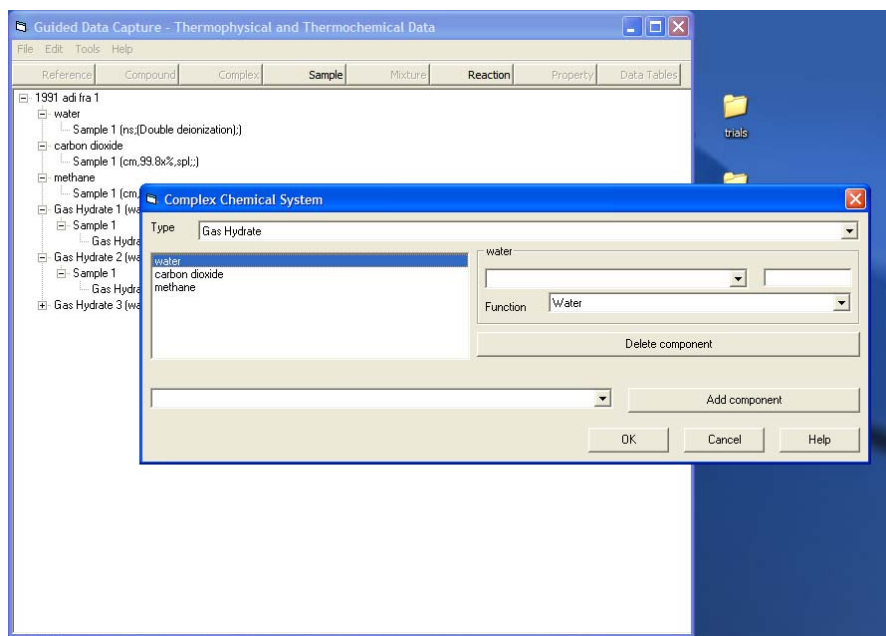 Guided Data Capture - Thermophysical and Thermochemical Data
File Edit Tools Help
Reference Compound Complex Sample Mixture Reaction Property Data Tables
1991 adi fra 1
water
Sample 1 (ns;(Double deionization);)
carbon dioxide
Sample 1 (cm,99.8x%,spl;;)
methane
Sample 1 (cm,
Gas Hydrate 1 (wa
Sample 1
Gas Hydra
Gas Hydrate 2 (wa
Sample 1
Gas Hydra
Gas Hydrate 3 (wa
Complex Chemical System
Type Gas Hydrate
water
carbon dioxide
methane
water
Function Water
Delete component
Add component
OK Cancel Help
trials